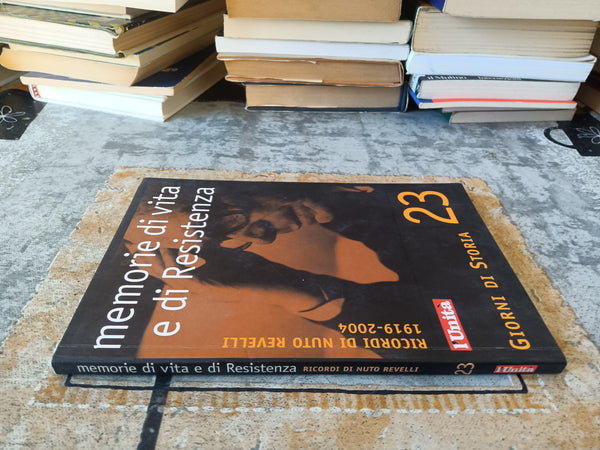 memorie di vita
e di Resistenza
RICORDI DI NUTO REVELLI
1919-2004
l'Unità
23
GIORNI DI STORIA
memorie di vita e di Resistenza RICORDI DI NUTO REVELLI 23 l'Unità
il Mulino